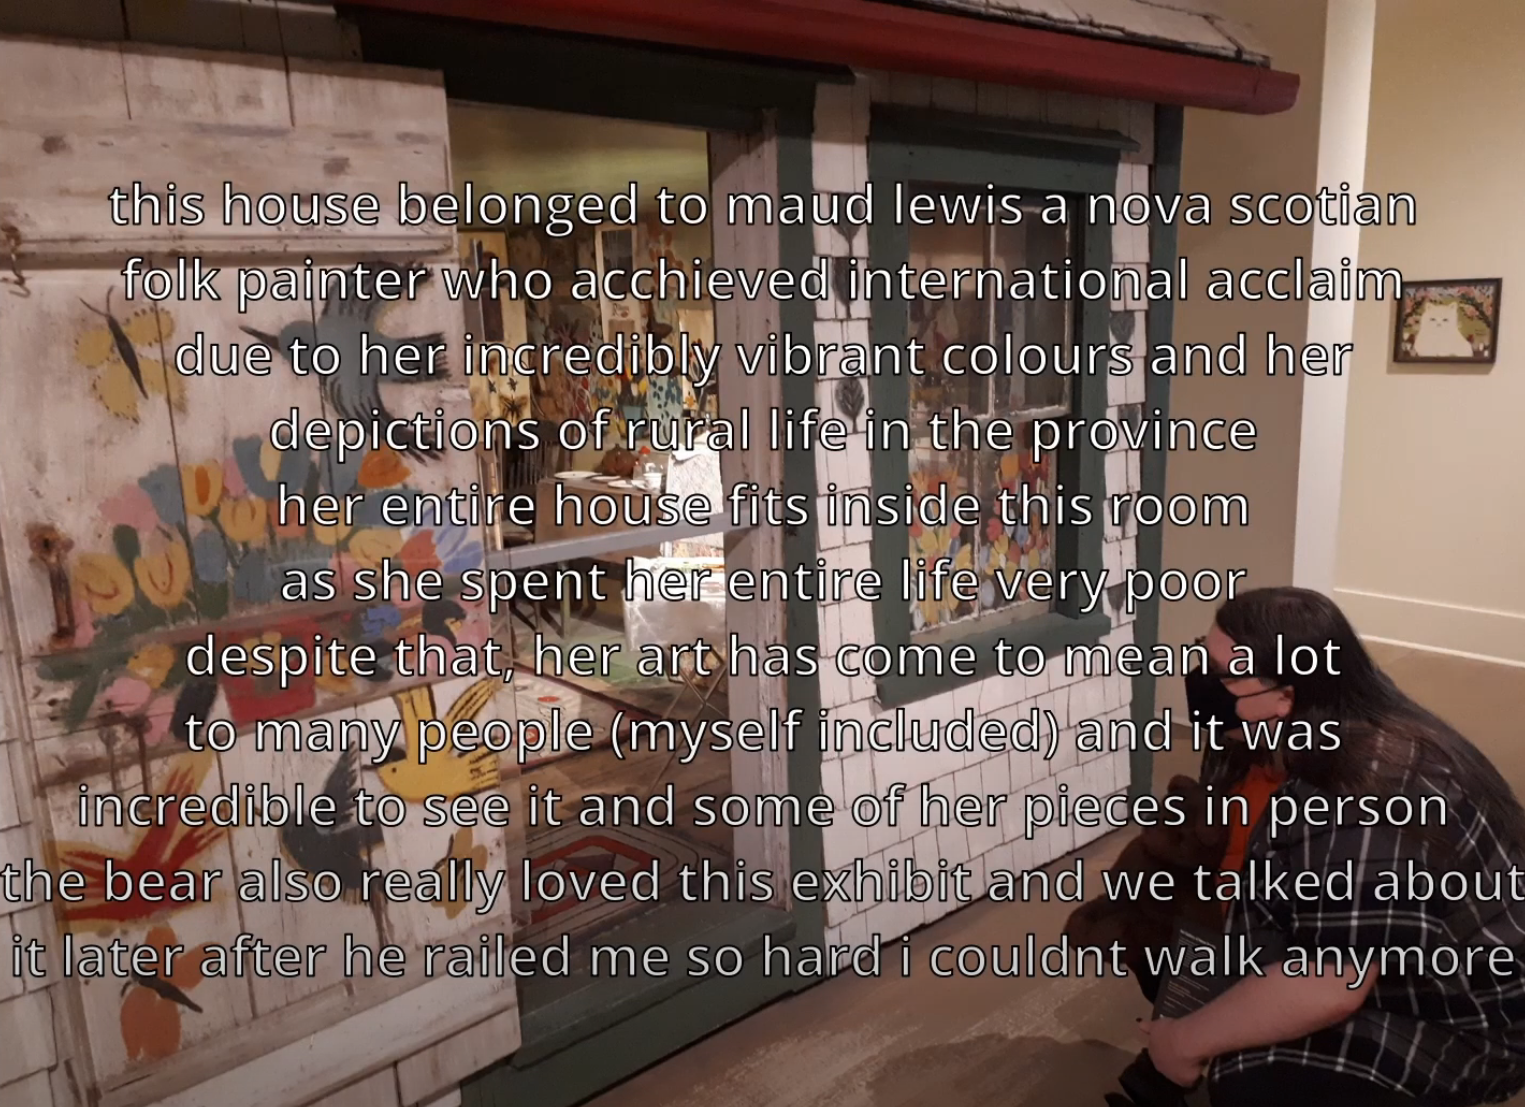 this house belonged to maud lewis a nova scotian
folk painter who acchieved international acclaim
due to her incredibly vibrant colours and her
depictions of rural life in the province
her entire house fits inside this room
as she spent her entire life very poor
despite that, her art has come to mean a lot
to many people (myself included) and it was
incredible to see it and some of her pieces in person
the bear also really loved this exhibit and we talked about
it later after he railed me so hard i couldnt walk anymore